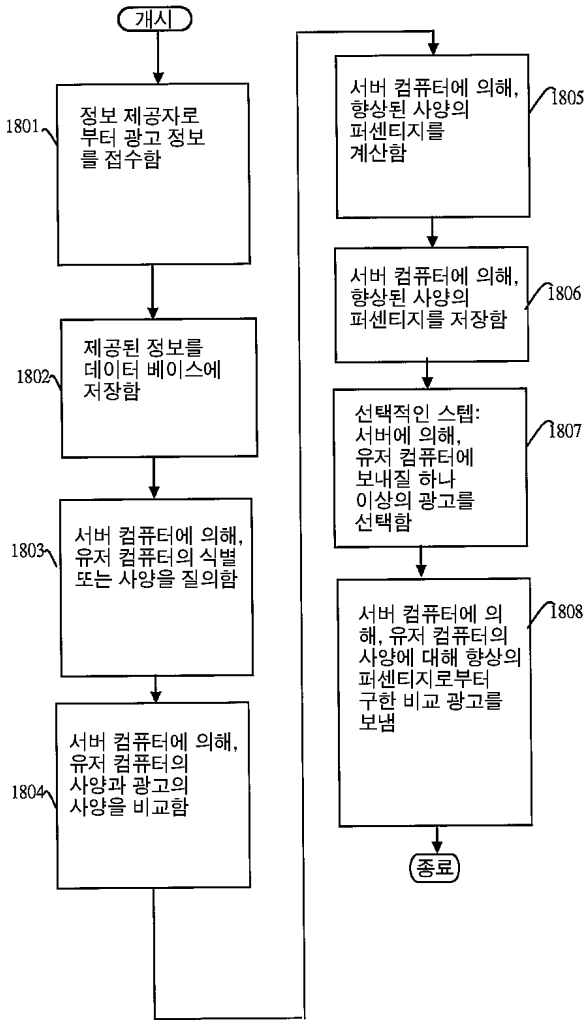 개시
1801
정보 제공자로
부터 광고 정보
를 접수함
1802
제공된 정보를
데이터 베이스에
저장함
1803
서버 컴퓨터에 의해,
유저 컴퓨터의 식별
또는 사양을 질의함
1804
서버 컴퓨터에 의해,
유저 컴퓨터의
사양과 광고의
사양을 비교함
서버 컴퓨터에 의해,
향상된 사양의
퍼센티지를
계산함
1805
서버 컴퓨터에 의해,
향상된 사양의
퍼센티지를 저장함
1806
선택적인 스텝:
서버에 의해,
유저 컴퓨터에
보내질 하나
이상의 광고를
선택함
1807
서버 컴퓨터에 의
해, 유저 컴퓨터의
사양에 대해 향상의
퍼센티지로부터
구한 비교 광고를
보냄
1808
종료